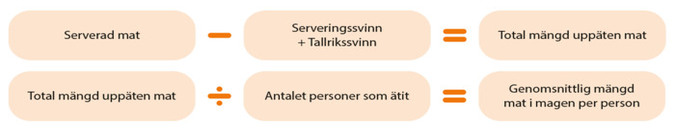 Serverad mat − Serveringssvinn + Tallrikssvinn = Total mängd uppäten mat
Total mängd uppäten mat ÷ Antalet personer som ätit = Genomsnittlig mängd mat i magen per person